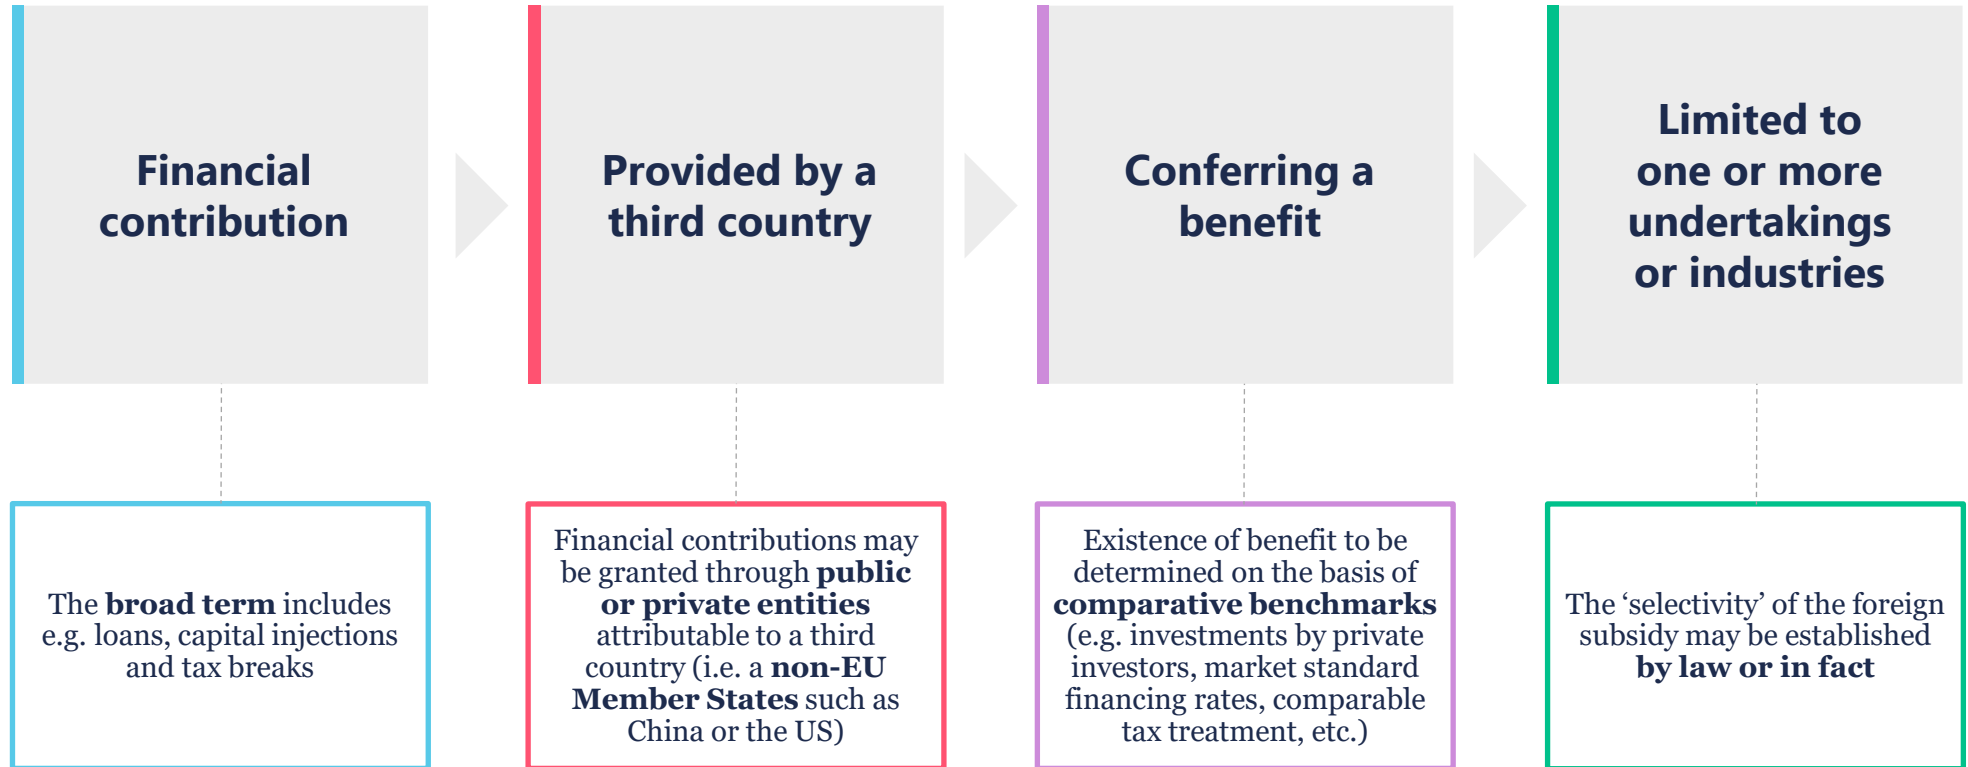 Financial
contribution
Provided by a
third country
Conferring a
benefit
Limited to
one or more
undertakings
or industries
The broad term includes
e.g. loans, capital injections
and tax breaks
Financial contributions may
be granted through public
or private entities
attributable to a third
country (i.e. a non-EU
Member States such as
China or the US)
Existence of benefit to be
determined on the basis of
comparative benchmarks
(e.g. investments by private
investors, market standard
financing rates, comparable
tax treatment, etc.)
The ‘selectivity’ of the foreign
subsidy may be established
by law or in fact